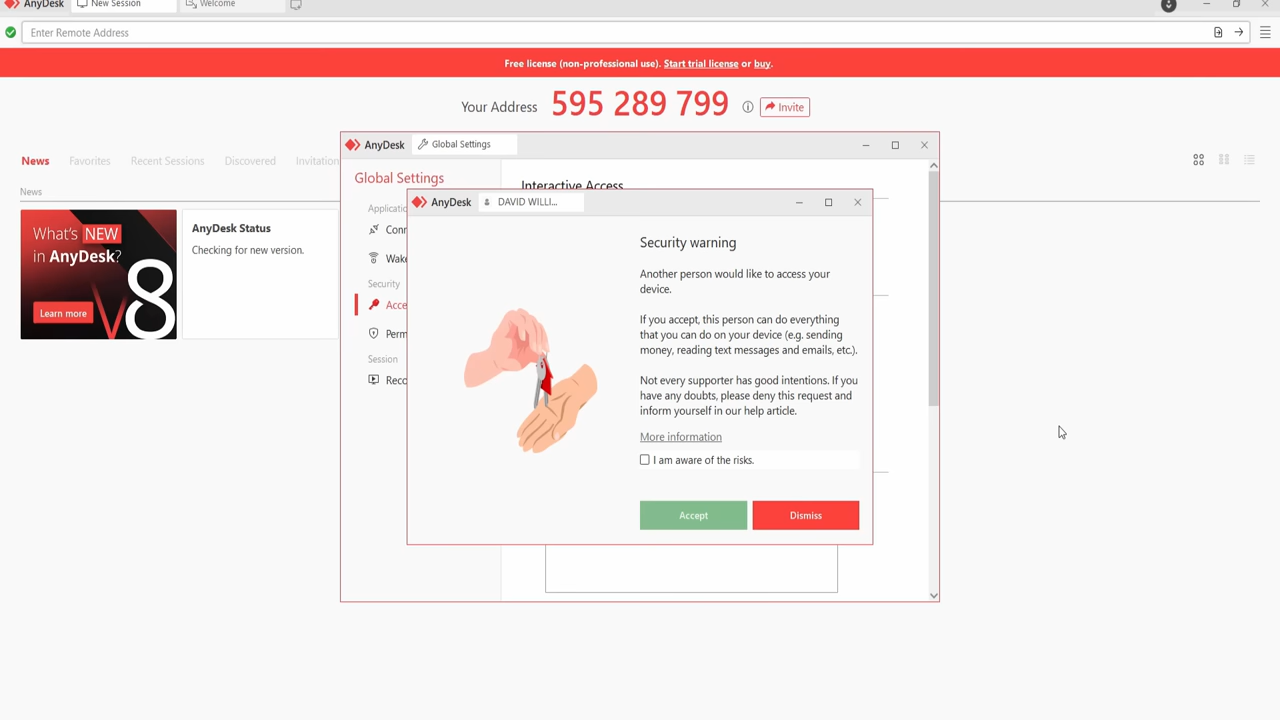 AnyDesk
New Session
Welcome
Enter Remote Address
Free license (non-professional use). Start trial license or buy.
Your Address 595 289 799
Invite
News Favorites Recent Sessions Discovered
News
What's NEW
in AnyDesk?
v8
Learn more
AnyDesk Status
Checking for new version.
AnyDesk Global Settings
Global Settings
Security
Session
Interactive Access
AnyDesk DAVID WILLI...
Security warning
Another person would like to access your
device.
If you accept, this person can do everything
that you can do on your device (e.g. sending
money, reading text messages and emails, etc.).
Not every supporter has good intentions. If you
have any doubts, please deny this request and
inform yourself in our help article.
More information
I am aware of the risks.
Accept Dismiss